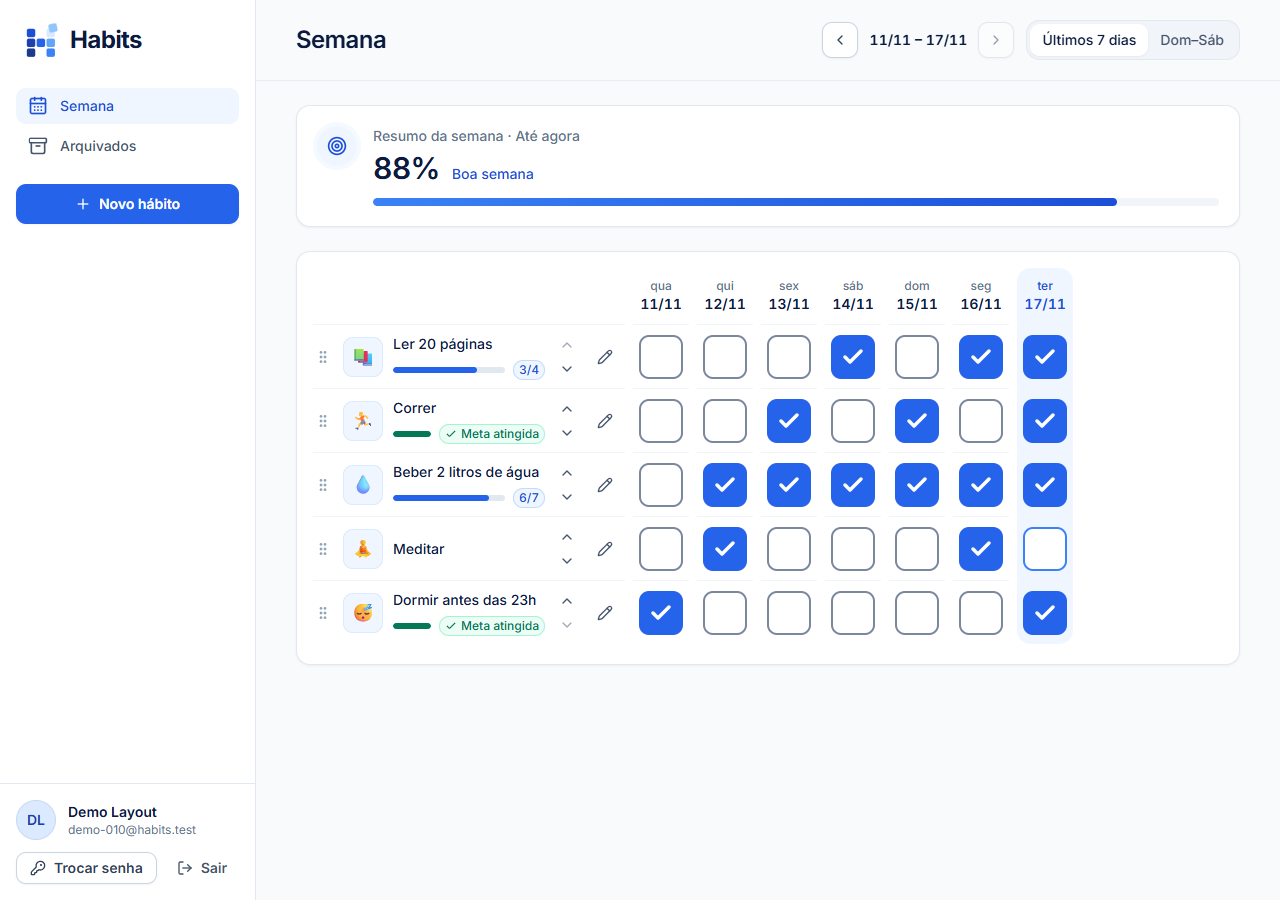 Habits
Semana
Arquivados
Novo hábito
Demo Layout
DL
demo-010@habits.test
Trocar senha
Sair
Semana
11/11 – 17/11
Últimos 7 dias
Dom–Sáb
Resumo da semana · Até agora
88%
Boa semana
qua qui sex sáb dom seg ter
11/11 12/11 13/11 14/11 15/11 16/11 17/11
Ler 20 páginas
3/4
Correr
Meta atingida
Beber 2 litros de água
6/7
Meditar
Dormir antes das 23h
Meta atingida